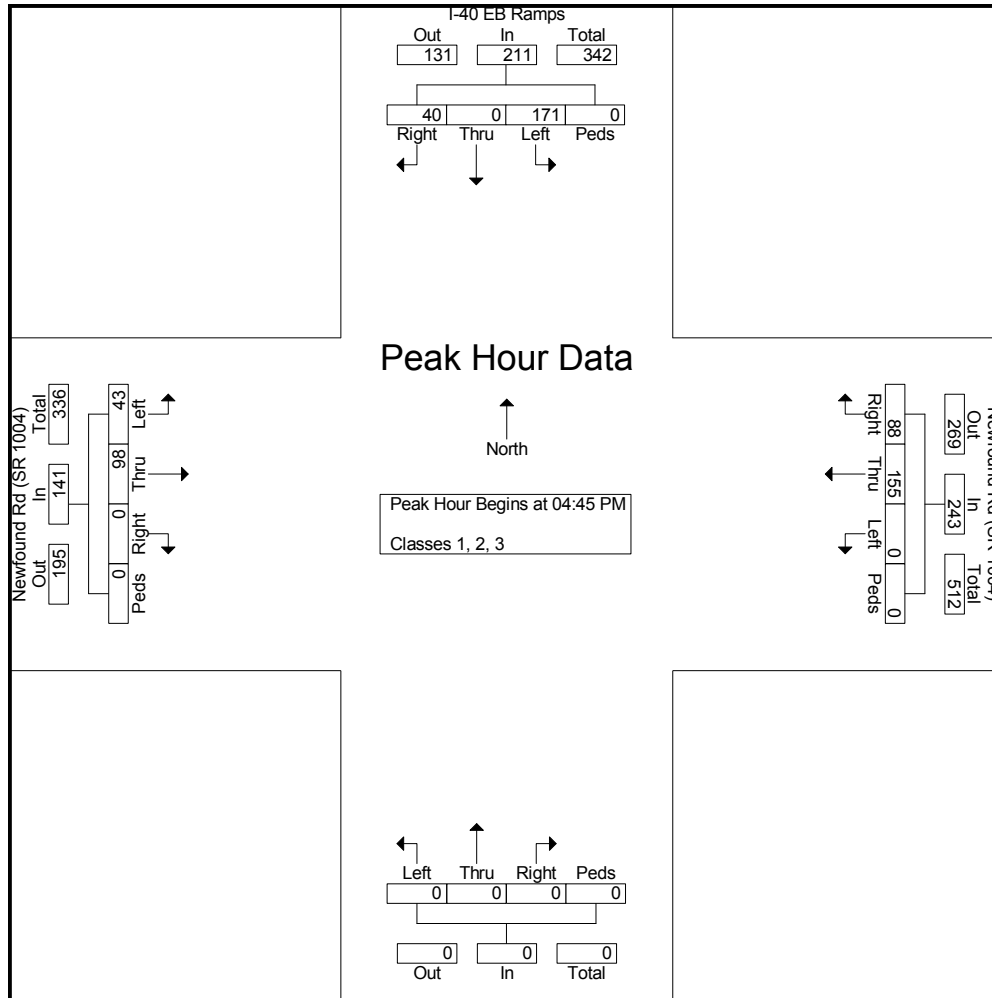 I-40 EB Ramps
Out In Total
131 211 342
40 0 171 0
Right Thru Left Peds
Peak Hour Data
North
Peak Hour Begins at 04:45 PM
Classes 1, 2, 3
Newfound Rd (SR 1004)
Out In Total
195 141 336
43 98 0 0
Left Thru Right Peds
Newfound Rd (SR 1004)
Out In Total
269 243 512
88 155 0 0
Right Thru Left Peds
Left Thru Right Peds
0 0 0 0
0 0 0
Out In Total